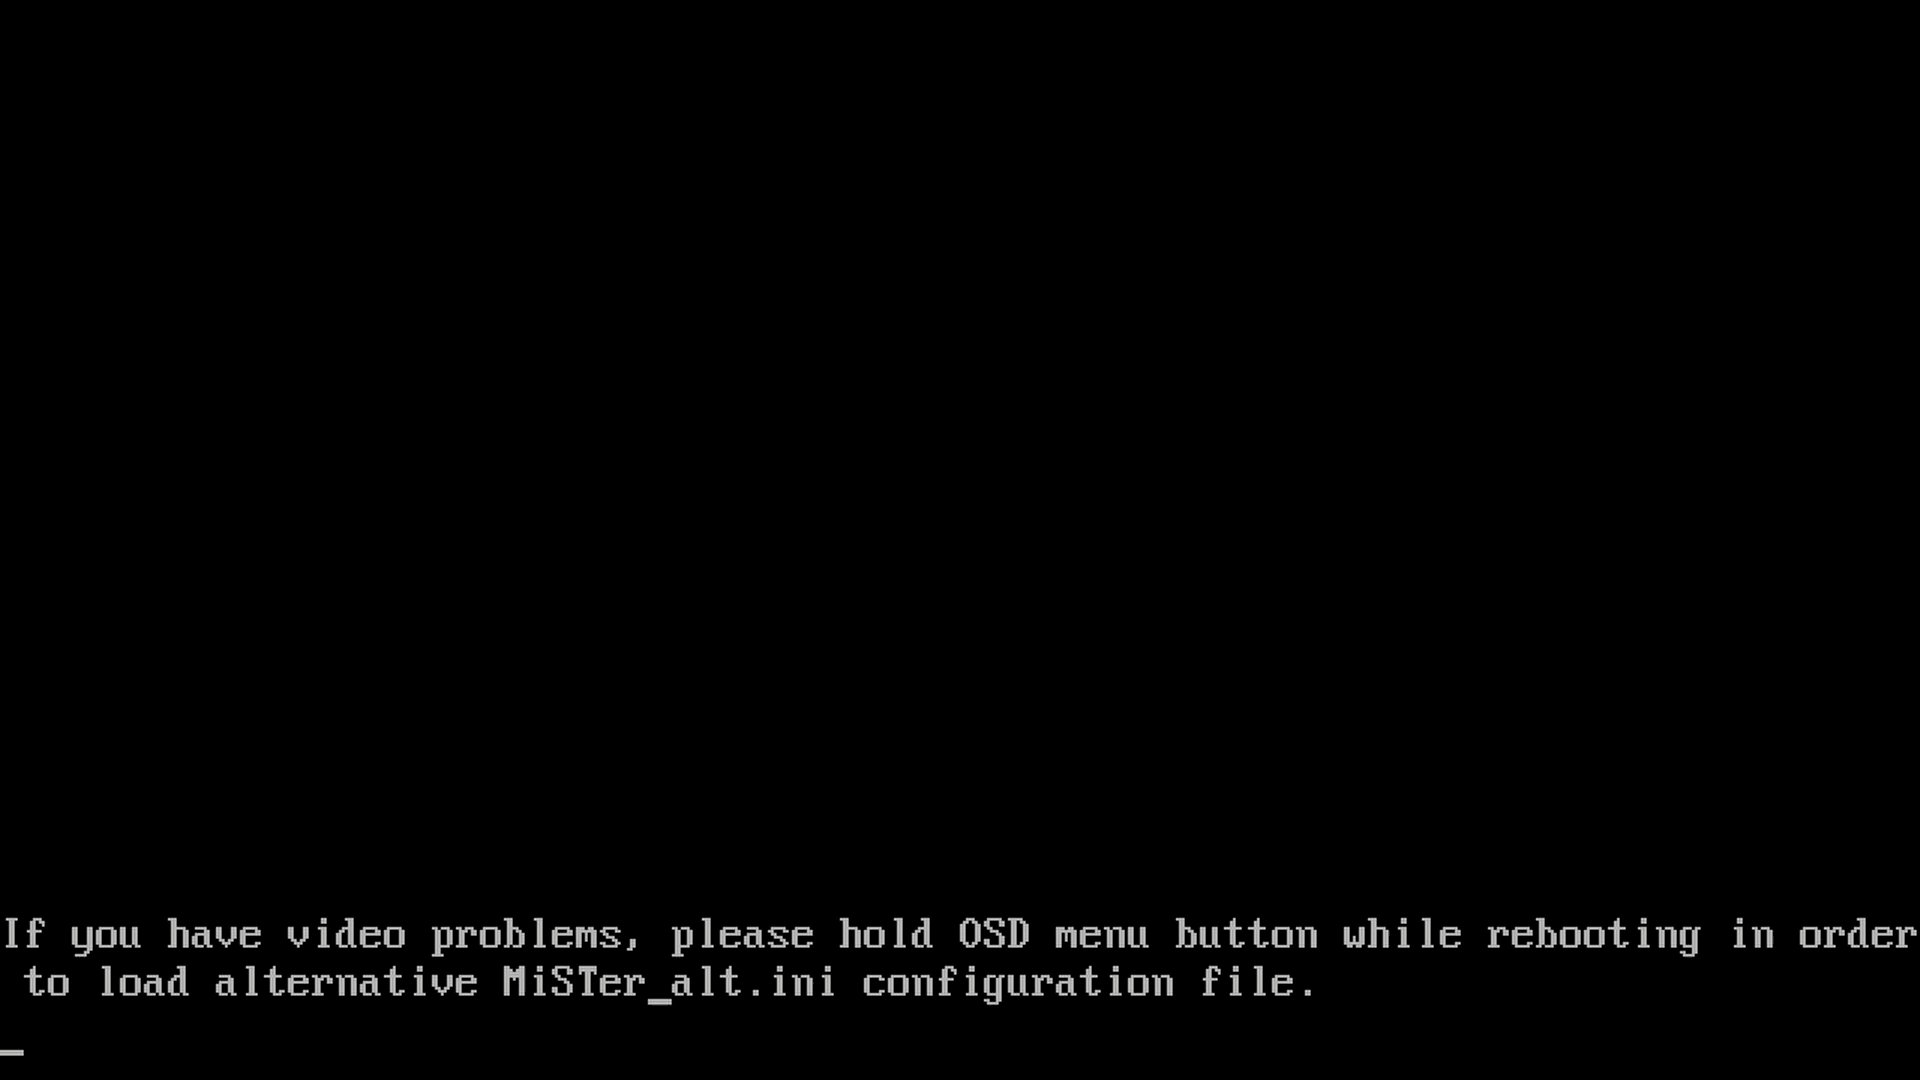 If you have video problems, please hold OSD menu button while rebooting in order
to load alternative MiSTer_alt.ini configuration file.
_